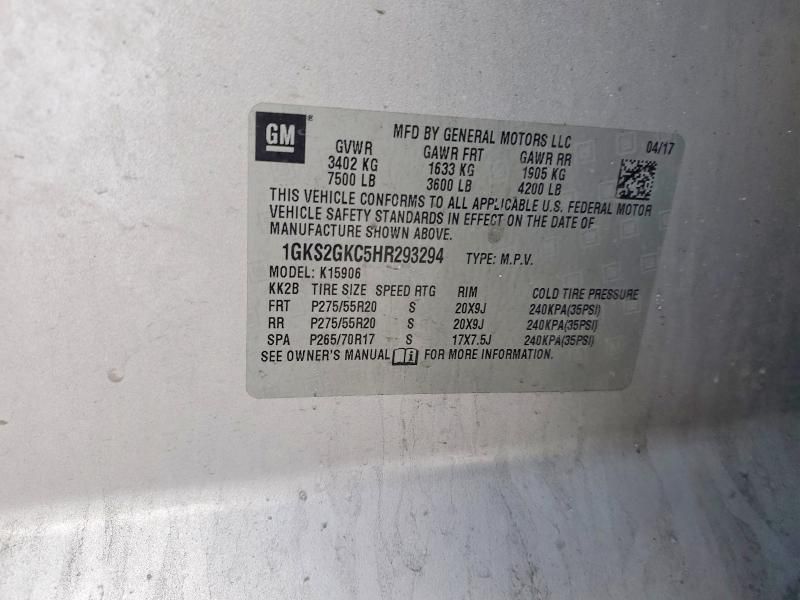 GM®
MFD BY GENERAL MOTORS LLC 04/17
GVWR GAWR FRT GAWR RR
3402 KG 1633 KG 1905 KG
7500 LB 3600 LB 4200 LB
THIS VEHICLE CONFORMS TO ALL APPLICABLE U.S. FEDERAL MOTOR
VEHICLE SAFETY STANDARDS IN EFFECT ON THE DATE OF
MANUFACTURE SHOWN ABOVE.
1GKS2GKC5HR293294 TYPE: M.P.V.
MODEL: K15906
KK2B TIRE SIZE SPEED RTG RIM COLD TIRE PRESSURE
FRT P275/55R20 S 20X9J 240KPA(35PSI)
RR P275/55R20 S 20X9J 240KPA(35PSI)
SPA P265/70R17 S 17X7.5J 240KPA(35PSI)
SEE OWNER'S MANUAL i FOR MORE INFORMATION.